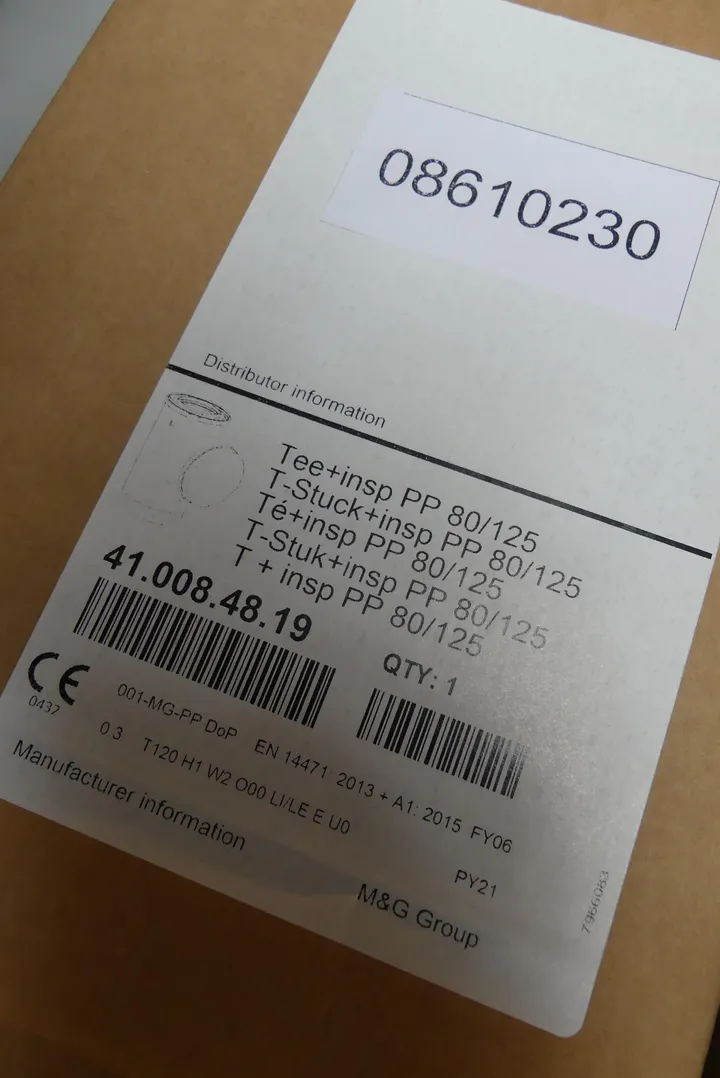 08610230
Distributor information
Tee+insp PP 80/125
T-Stuck+insp PP 80/125
Té+insp PP 80/125
T-Stuk+insp PP 80/125
T + insp PP 80/125
41.008.48.19
QTY: 1
CE
0432
001-MG-PP DoP EN 14471: 2013 + A1: 2015 FY06
0 3 T120 H1 W2 O00 LI/LE E U0
PY21
Manufacturer information
M&G Group
7966083